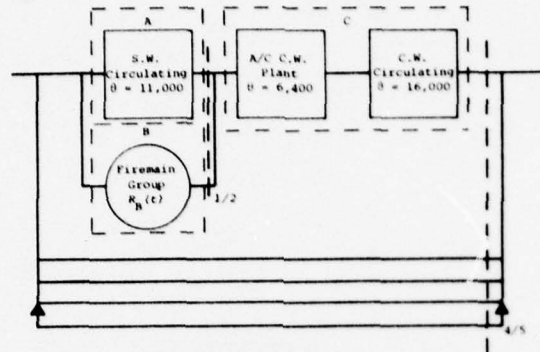 A
S.W.
Circulating
θ = 11,000
B
Firemain
Group
R_B(t)
1/2
C
A/C C.W.
Plant
θ = 6,400
C.W.
Circulating
θ = 16,000
4/5